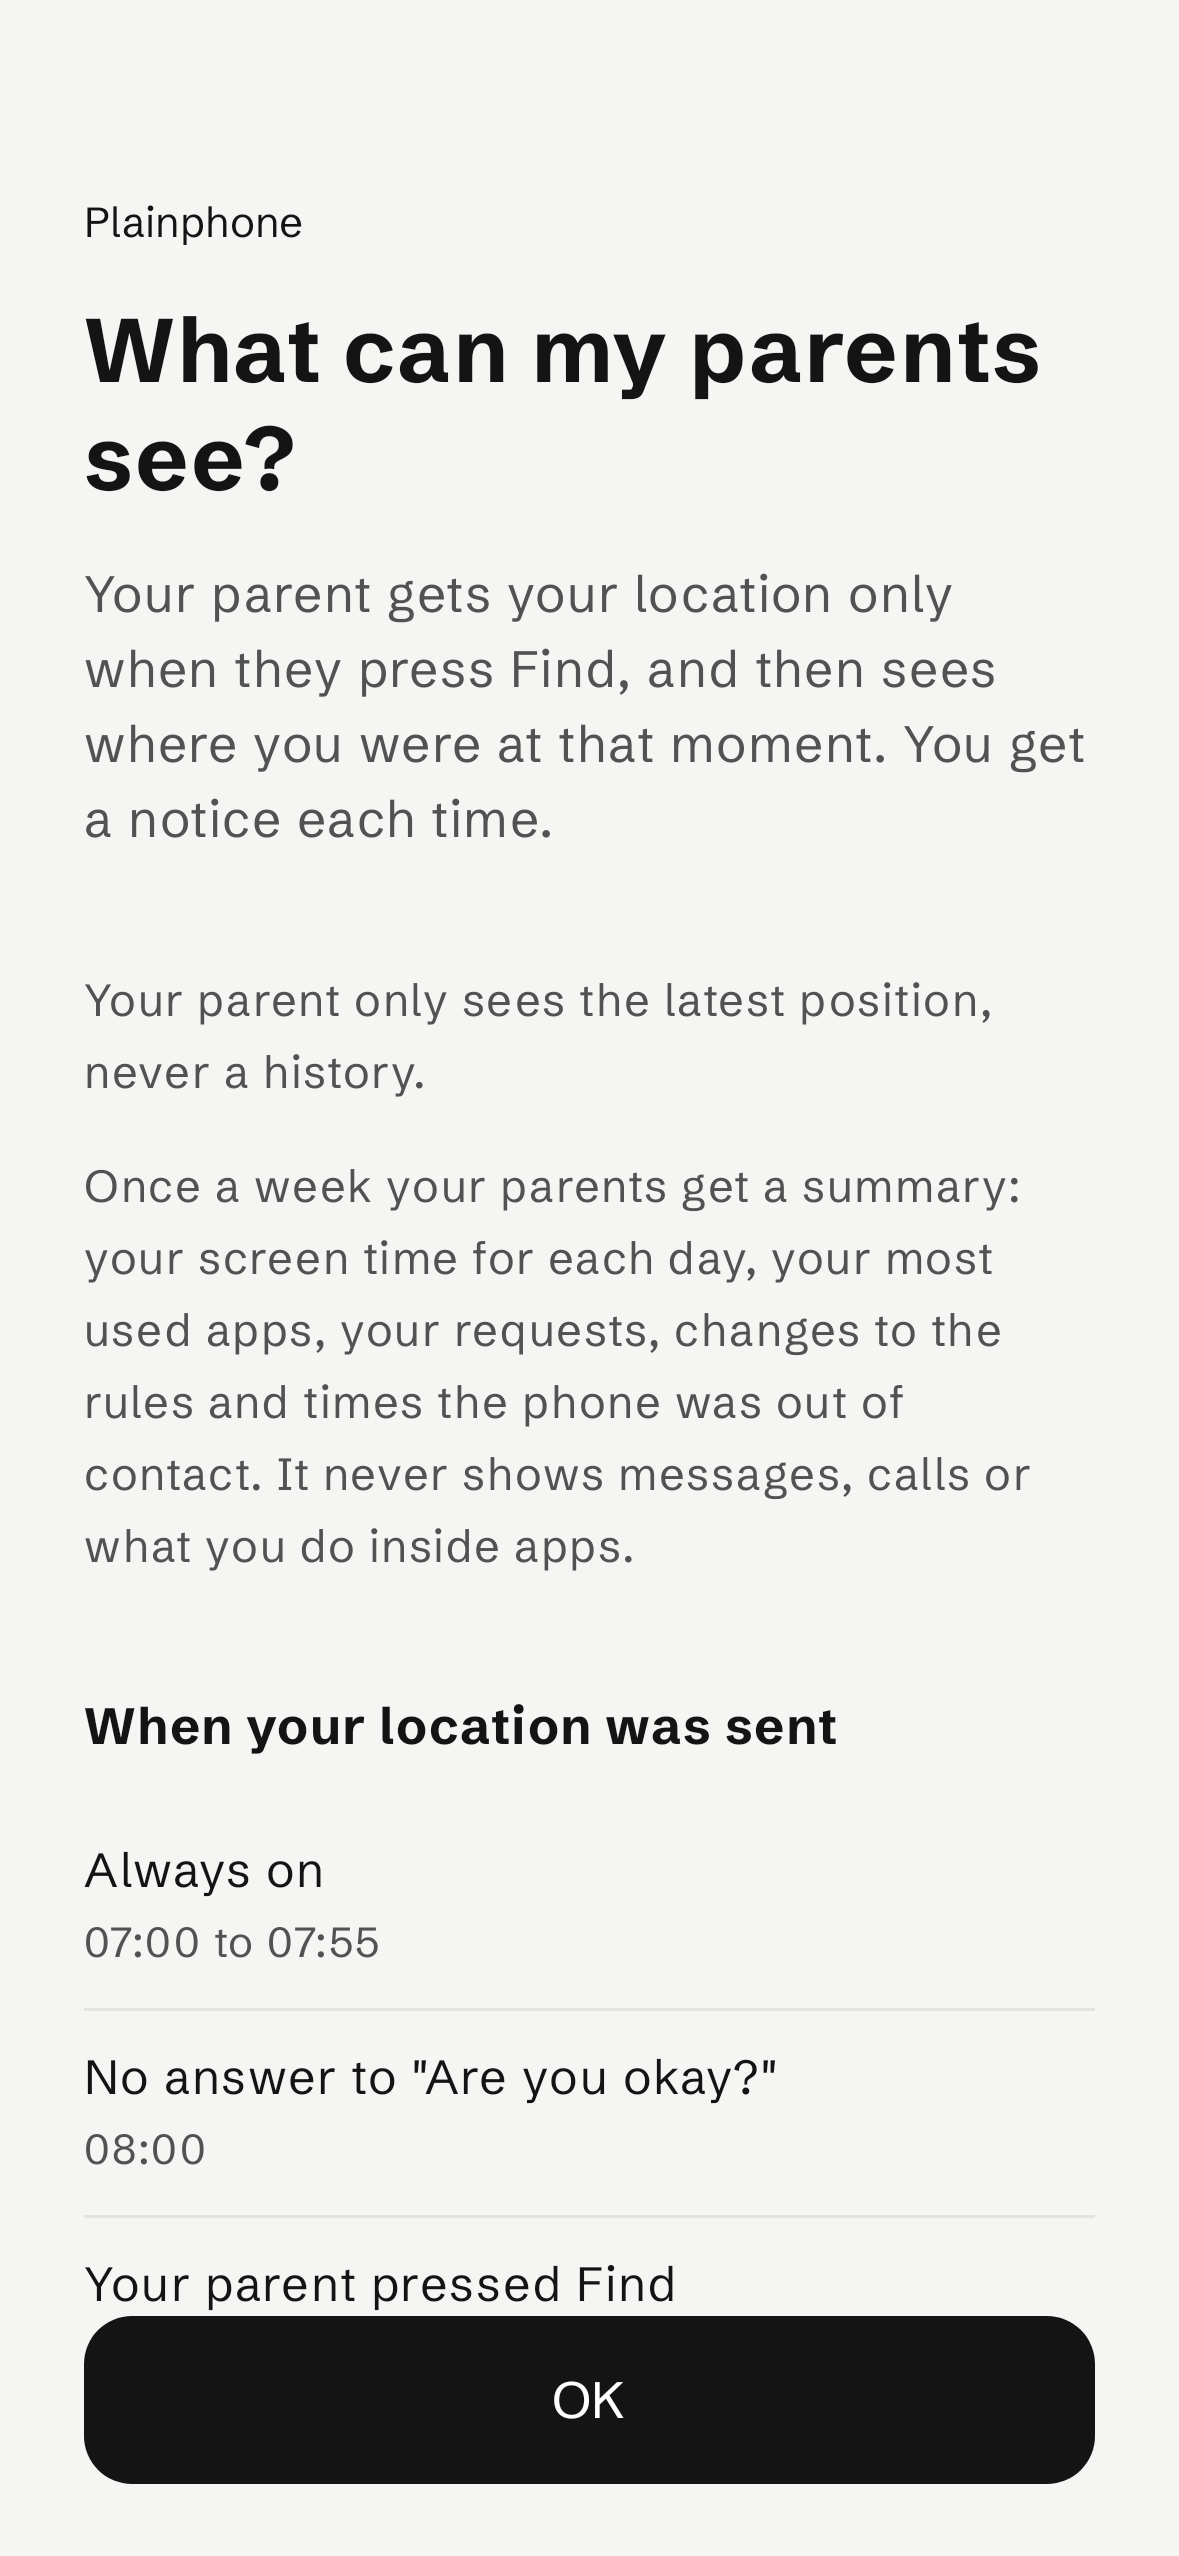 Plainphone
What can my parents
see?
Your parent gets your location only
when they press Find, and then sees
where you were at that moment. You get
a notice each time.
Your parent only sees the latest position,
never a history.
Once a week your parents get a summary:
your screen time for each day, your most
used apps, your requests, changes to the
rules and times the phone was out of
contact. It never shows messages, calls or
what you do inside apps.
When your location was sent
Always on
07:00 to 07:55
No answer to "Are you okay?"
08:00
Your parent pressed Find
OK